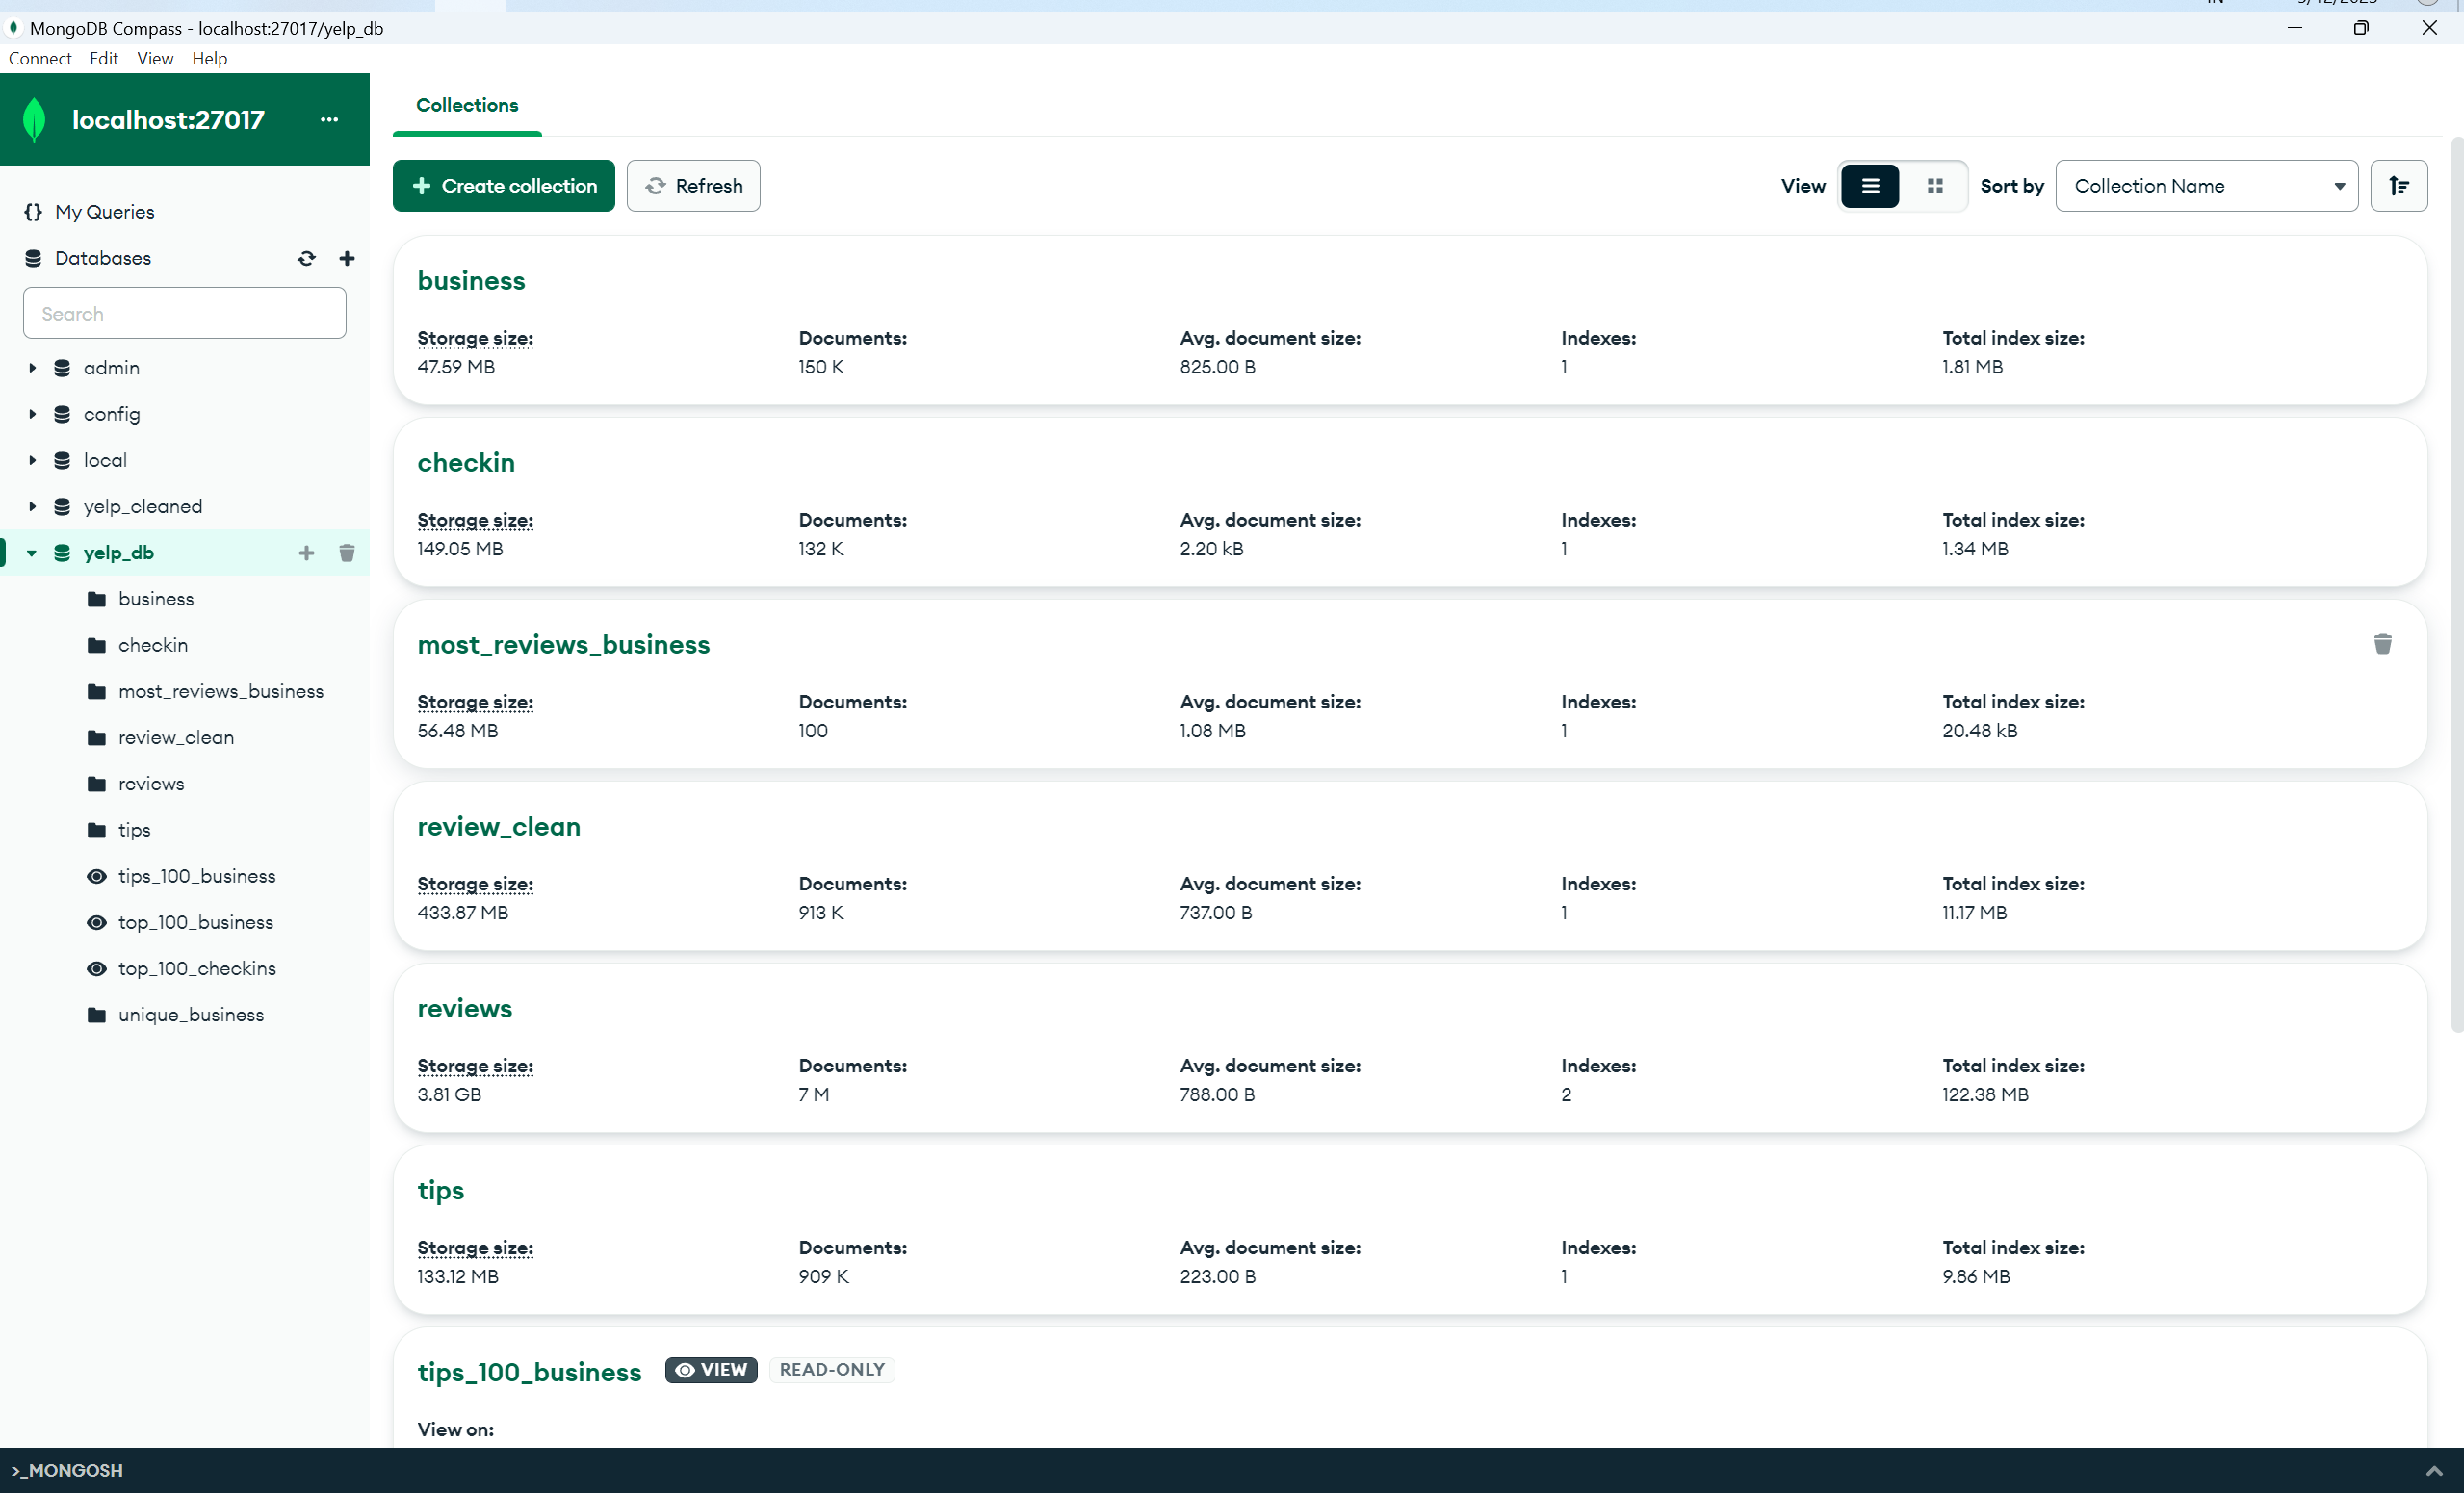 MongoDB Compass - localhost:27017/yelp_db
Connect Edit View Help
localhost:27017 ...
My Queries
Databases
Search
admin
config
local
yelp_cleaned
yelp_db
business
checkin
most_reviews_business
review_clean
reviews
tips
tips_100_business
top_100_business
top_100_checkins
unique_business
Collections
Create collection Refresh View Sort by Collection Name
business
Storage size: Documents: Avg. document size: Indexes: Total index size:
47.59 MB 150 K 825.00 B 1 1.81 MB
checkin
Storage size: Documents: Avg. document size: Indexes: Total index size:
149.05 MB 132 K 2.20 kB 1 1.34 MB
most_reviews_business
Storage size: Documents: Avg. document size: Indexes: Total index size:
56.48 MB 100 1.08 MB 1 20.48 kB
review_clean
Storage size: Documents: Avg. document size: Indexes: Total index size:
433.87 MB 913 K 737.00 B 1 11.17 MB
reviews
Storage size: Documents: Avg. document size: Indexes: Total index size:
3.81 GB 7 M 788.00 B 2 122.38 MB
tips
Storage size: Documents: Avg. document size: Indexes: Total index size:
133.12 MB 909 K 223.00 B 1 9.86 MB
tips_100_business VIEW READ-ONLY
View on:
>_MONGOSH